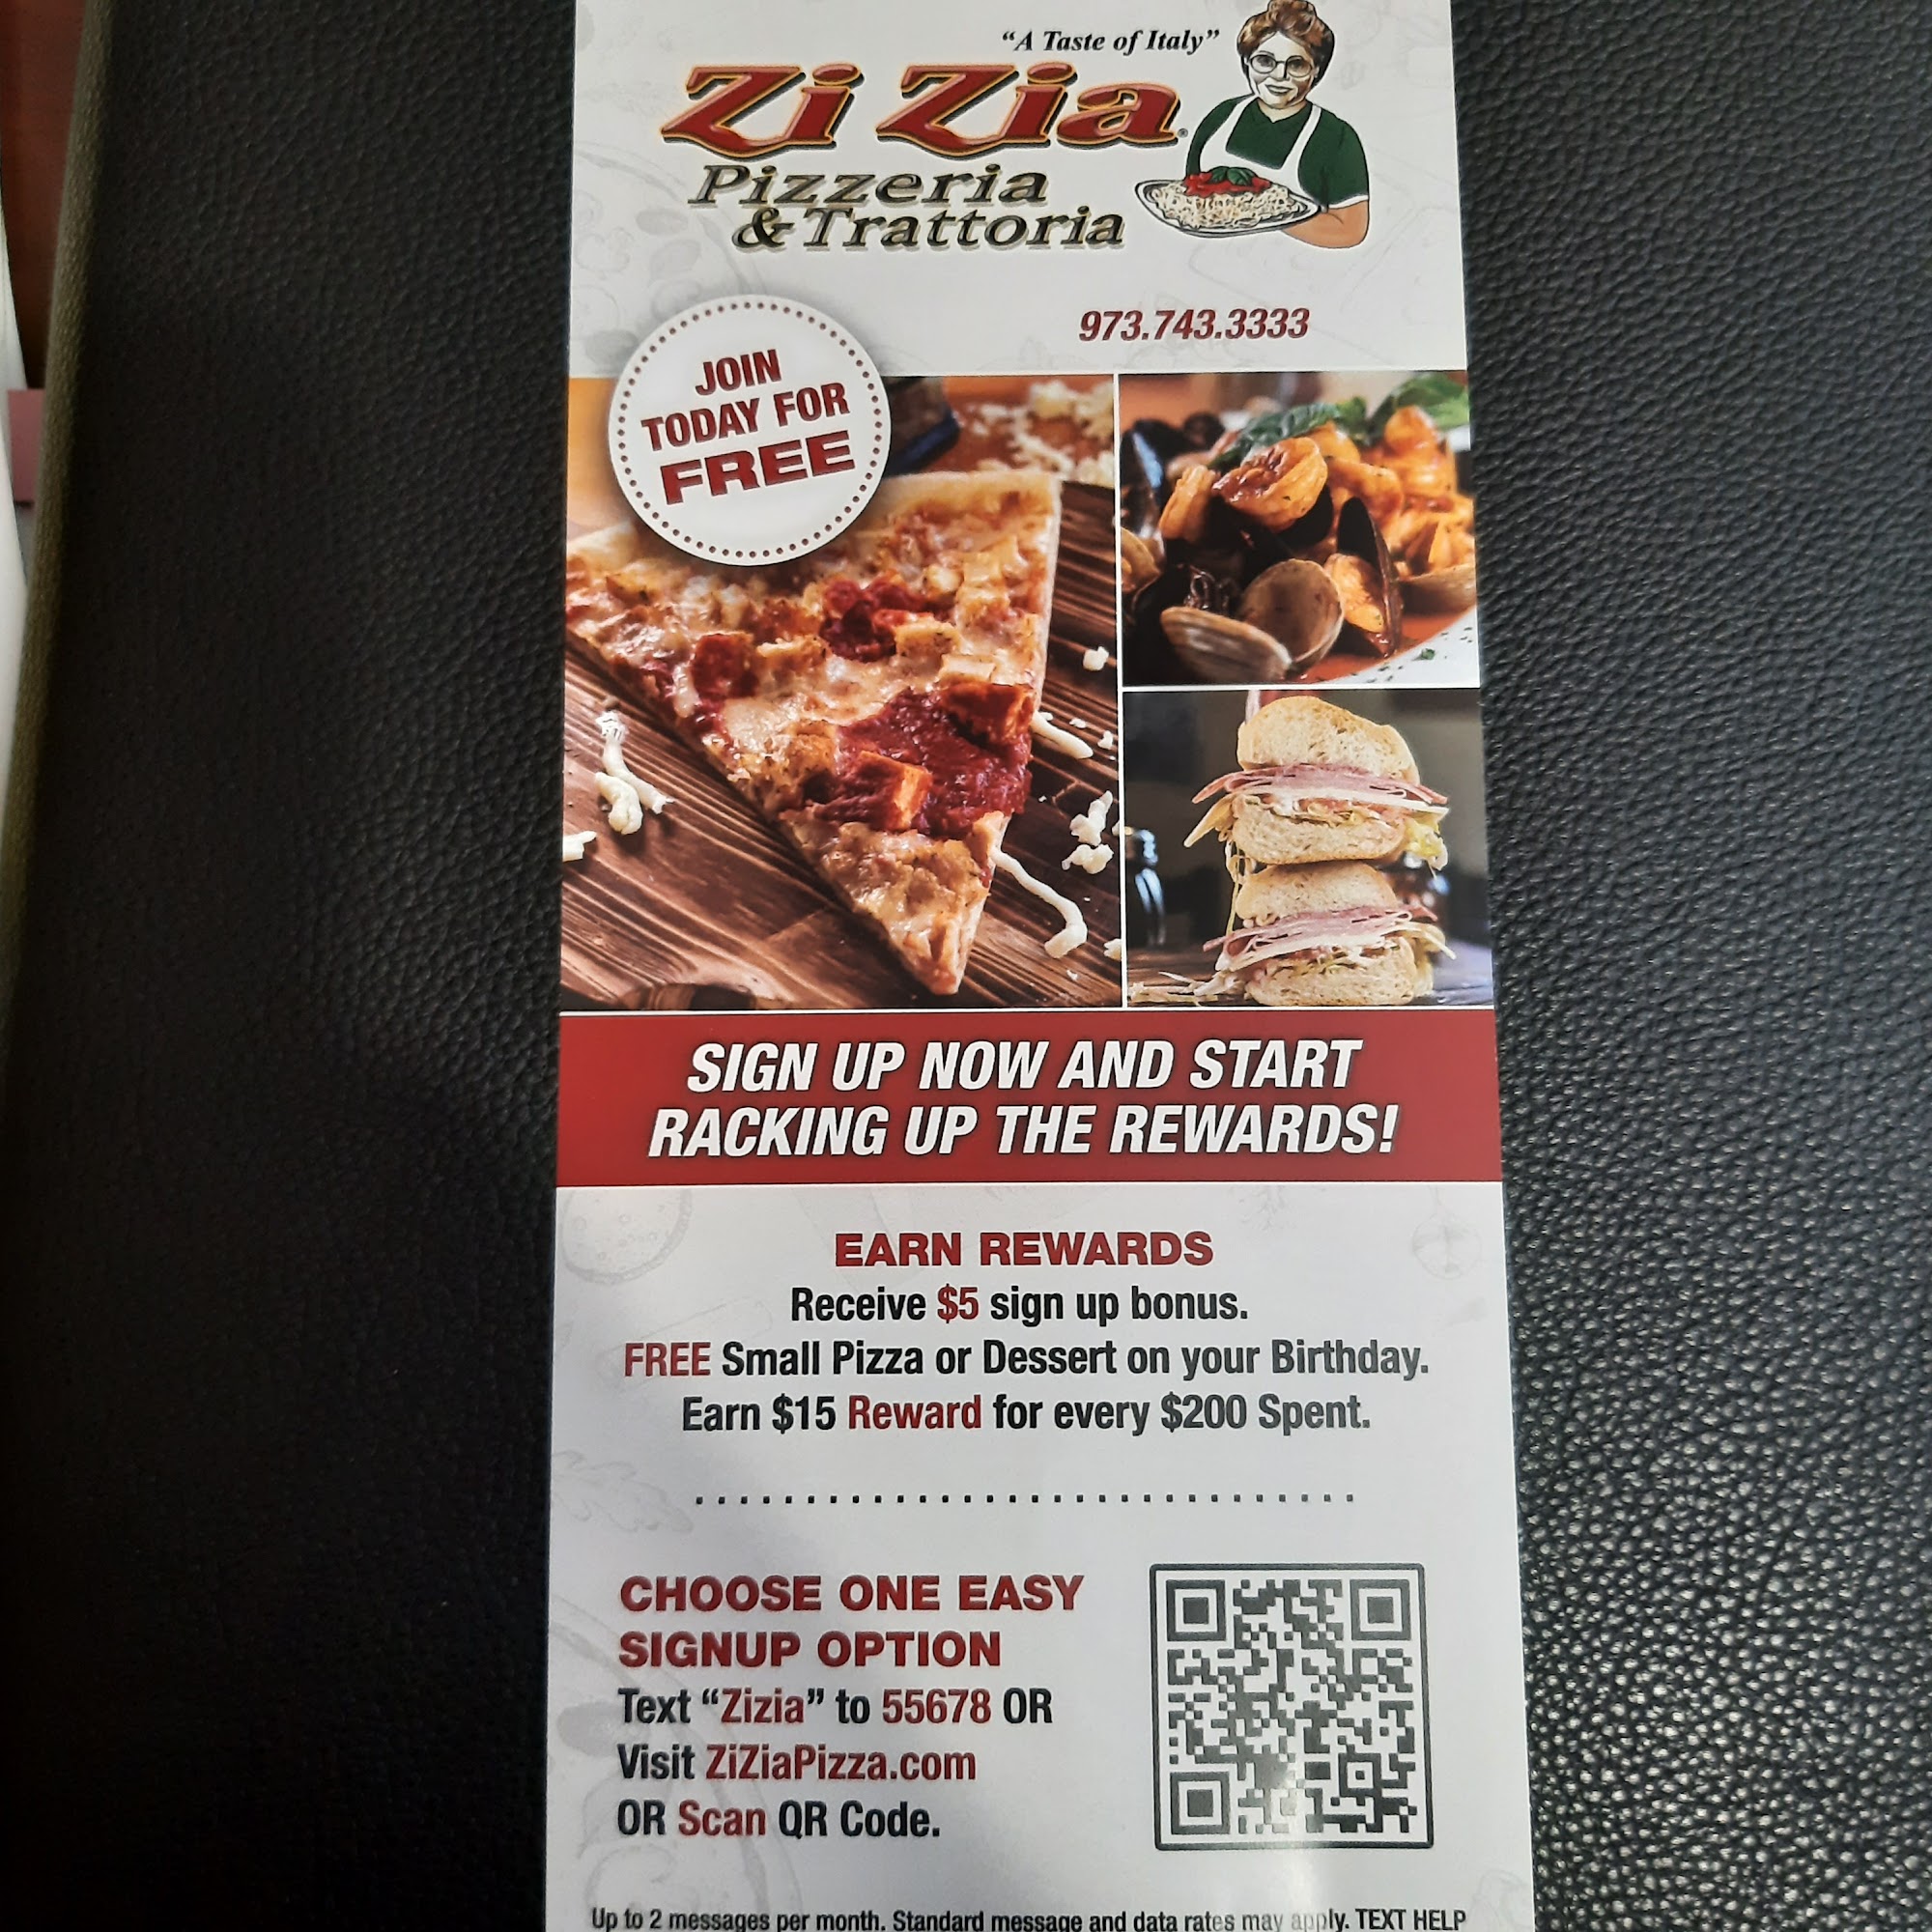 “A Taste of Italy”
Zi Zia
Pizzeria
& Trattoria
973.743.3333
JOIN
TODAY FOR
FREE
SIGN UP NOW AND START
RACKING UP THE REWARDS!
EARN REWARDS
Receive $5 sign up bonus.
FREE Small Pizza or Dessert on your Birthday.
Earn $15 Reward for every $200 Spent.
CHOOSE ONE EASY
SIGNUP OPTION
Text “Zizia” to 55678 OR
Visit ZiZiaPizza.com
OR Scan QR Code.
Up to 2 messages per month. Standard message and data rates may apply. TEXT HELP